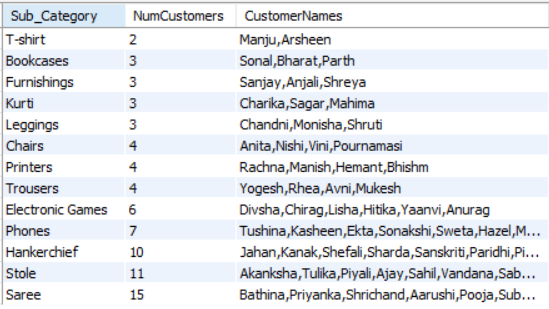 Sub_Category NumCustomers CustomerNames
T-shirt 2 Manju,Arsheen
Bookcases 3 Sonal,Bharat,Parth
Furnishings 3 Sanjay,Anjali,Shreya
Kurti 3 Charika,Sagar,Mahima
Leggings 3 Chandni,Monisha,Shruti
Chairs 4 Anita,Nishi,Vini,Pournamasi
Printers 4 Rachna,Manish,Hemant,Bhishm
Trousers 4 Yogesh,Rhea,Avni,Mukesh
Electronic Games 6 Divsha,Chirag,Lisha,Hitika,Yaanvi,Anurag
Phones 7 Tushina,Kasheen,Ekta,Sonakshi,Sweta,Hazel,M...
Hankerchief 10 Jahan,Kanak,Shefali,Sharda,Sanskriti,Paridhi,Pi...
Stole 11 Akanksha,Tulika,Piyali,Ajay,Sahil,Vandana,Sab...
Saree 15 Bathina,Priyanka,Shrichand,Aarushi,Pooja,Sub...